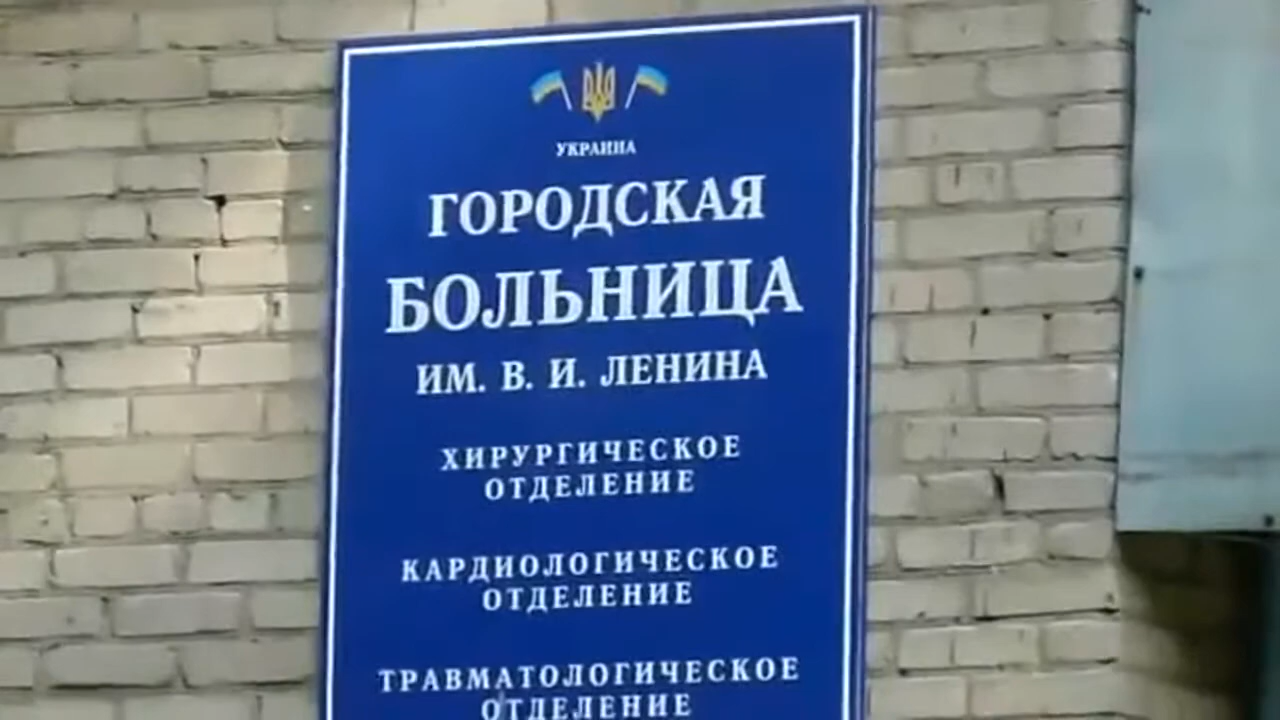 УКРАИНА
ГОРОДСКАЯ
БОЛЬНИЦА
ИМ. В. И. ЛЕНИНА
ХИРУРГИЧЕСКОЕ
ОТДЕЛЕНИЕ
КАРДИОЛОГИЧЕСКОЕ
ОТДЕЛЕНИЕ
ТРАВМАТОЛОГИЧЕСКОЕ
ОТДЕЛЕНИЕ